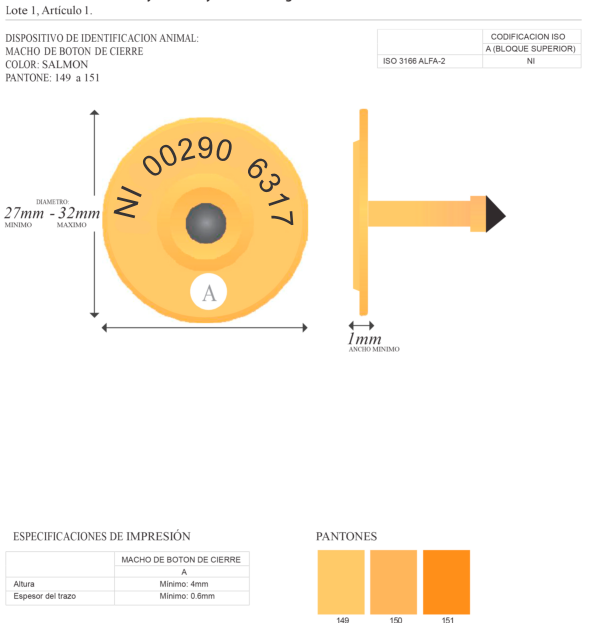 Lote 1, Artículo 1.
DISPOSITIVO DE IDENTIFICACION ANIMAL:
MACHO DE BOTON DE CIERRE
COLOR: SALMON
PANTONE: 149 a 151
CODIFICACION ISO
A (BLOQUE SUPERIOR)
ISO 3166 ALFA-2 NI
NI 00290 6317
A
DIAMETRO:
27mm - 32mm
MINIMO MAXIMO
1mm
ANCHO MINIMO
ESPECIFICACIONES DE IMPRESIÓN
MACHO DE BOTON DE CIERRE
A
Altura Mínimo: 4mm
Espesor del trazo Mínimo: 0.6mm
PANTONES
149 150 151